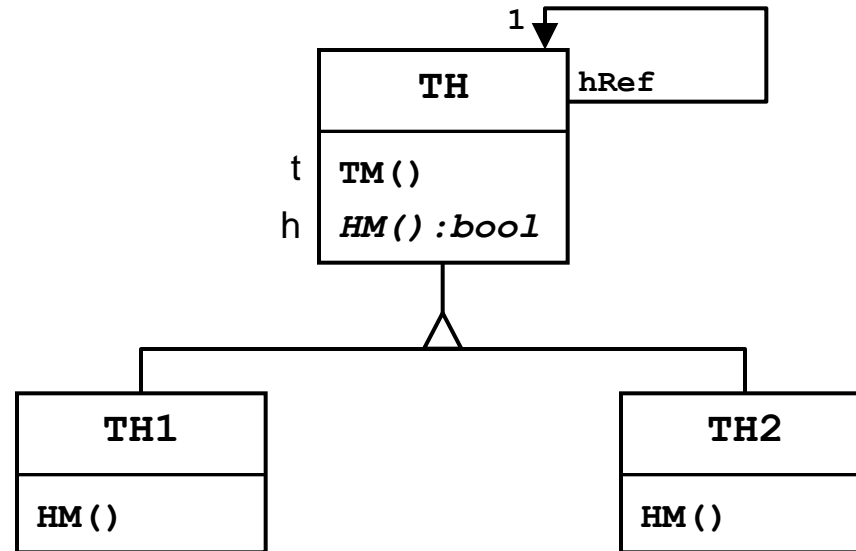 1
TH
hRef
t TM()
h HM():bool
TH1
TH2
HM()
HM()